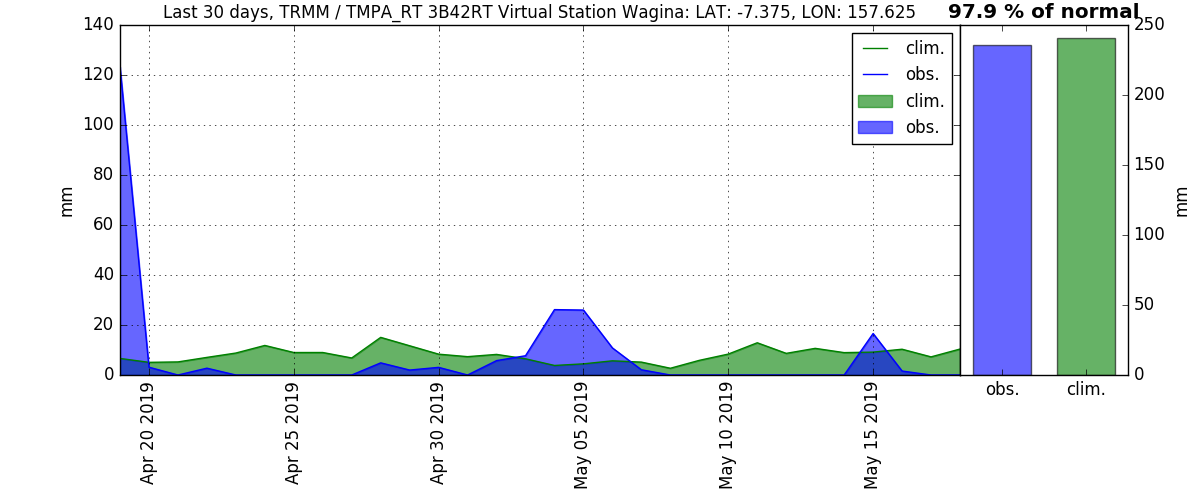 Last 30 days, TRMM / TMPA_RT 3B42RT Virtual Station Wagina: LAT: -7.375, LON: 157.625
97.9 % of normal
140
120
100
80
60
40
20
0
mm
clim.
obs.
clim.
obs.
Apr 20 2019
Apr 25 2019
Apr 30 2019
May 05 2019
May 10 2019
May 15 2019
250
200
150
100
50
0
mm
obs.
clim.